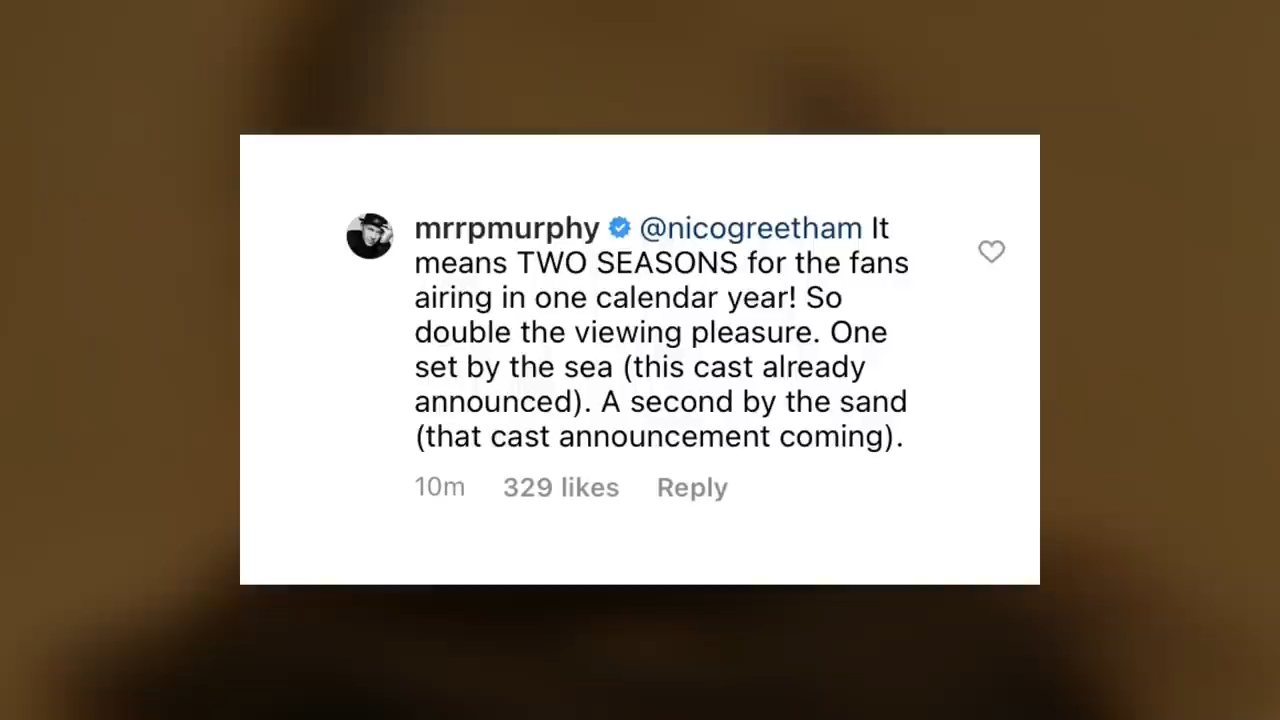 mrrpmurphy @nicogreetham It
means TWO SEASONS for the fans
airing in one calendar year! So
double the viewing pleasure. One
set by the sea (this cast already
announced). A second by the sand
(that cast announcement coming).
10m 329 likes Reply